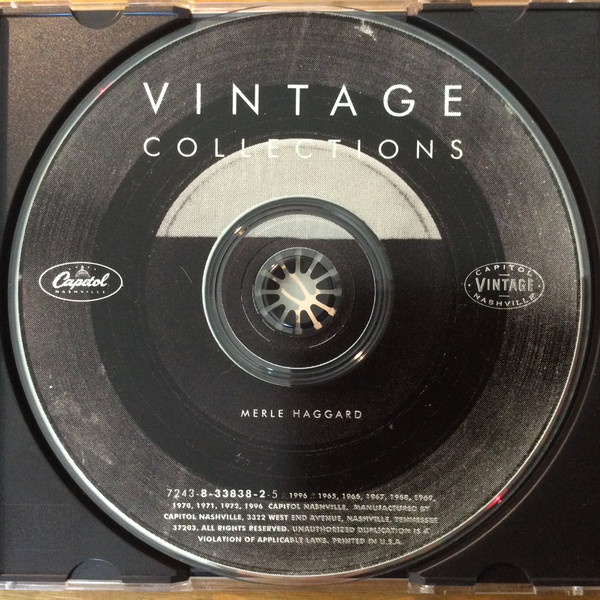 VINTAGE
COLLECTIONS
Capitol
NASHVILLE
CAPITOL
VINTAGE
NASHVILLE
MERLE HAGGARD
7243-8-33838-2-5 ℗ 1996 © 1965, 1966, 1967, 1968, 1969,
1970, 1971, 1972, 1996 CAPITOL NASHVILLE. MANUFACTURED BY
CAPITOL NASHVILLE, 3322 WEST END AVENUE, NASHVILLE, TENNESSEE
37203. ALL RIGHTS RESERVED. UNAUTHORIZED DUPLICATION IS A
VIOLATION OF APPLICABLE LAWS. PRINTED IN U.S.A.